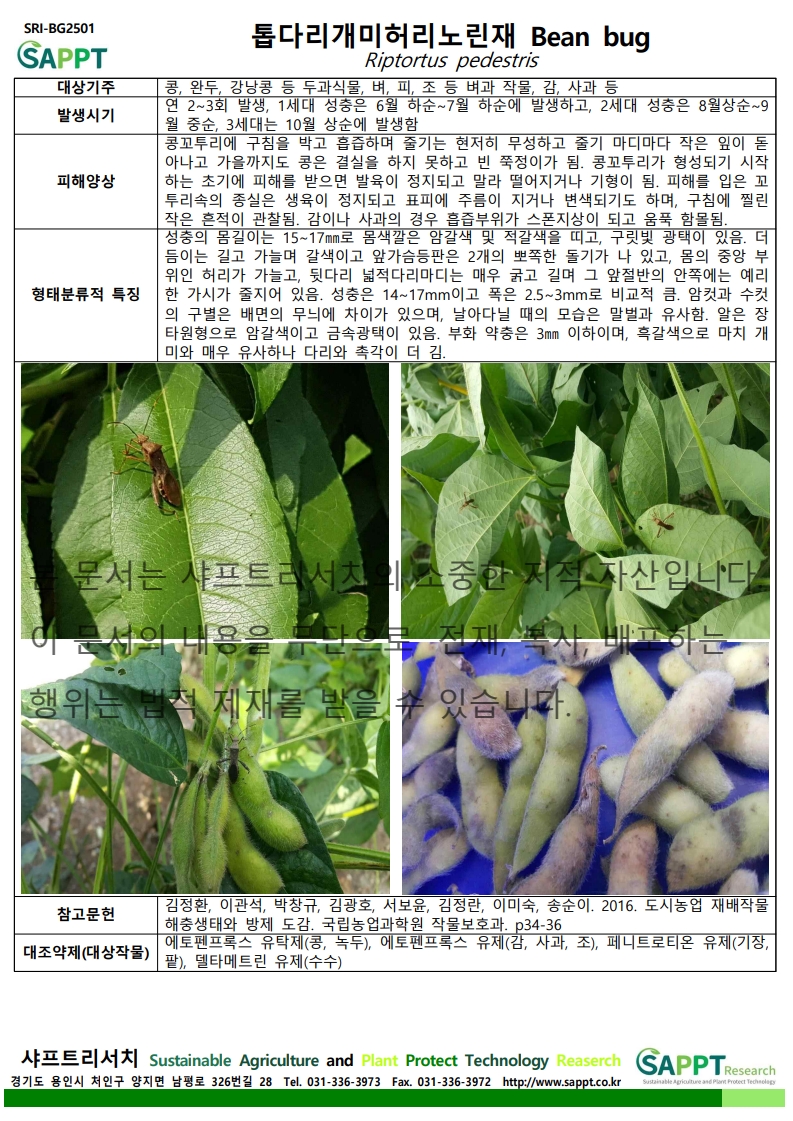 SRI-BG2501
SAPPT
톱다리개미허리노린재 Bean bug
Riptortus pedestris
대상기주
콩, 완두, 강낭콩 등 두과식물, 벼, 피, 조 등 벼과 작물, 감, 사과 등
발생시기
연 2~3회 발생, 1세대 성충은 6월 하순~7월 하순에 발생하고, 2세대 성충은 8월상순~9
월 중순, 3세대는 10월 상순에 발생함
피해양상
콩꼬투리에 구침을 박고 흡즙하며 줄기는 현저히 무성하고 줄기 마디마다 작은 잎이 돋
아나고 가을까지도 콩은 결실을 하지 못하고 빈 쭉정이가 됨. 콩꼬투리가 형성되기 시작
하는 초기에 피해를 받으면 발육이 정지되고 말라 떨어지거나 기형이 됨. 피해를 입은 꼬
투리속의 종실은 생육이 정지되고 표피에 주름이 지거나 변색되기도 하며, 구침에 찔린
작은 흔적이 관찰됨. 감이나 사과의 경우 흡즙부위가 스폰지상이 되고 움푹 함몰됨.
형태분류적 특징
성충의 몸길이는 15~17㎜로 몸색깔은 암갈색 및 적갈색을 띠고, 구릿빛 광택이 있음. 더
듬이는 길고 가늘며 갈색이고 앞가슴등판은 2개의 뾰족한 돌기가 나 있고, 몸의 중앙 부
위인 허리가 가늘고, 뒷다리 넓적다리마디는 매우 굵고 길며 그 앞절반의 안쪽에는 예리
한 가시가 줄지어 있음. 성충은 14~17mm이고 폭은 2.5~3mm로 비교적 큼. 암컷과 수컷
의 구별은 배면의 무늬에 차이가 있으며, 날아다닐 때의 모습은 말벌과 유사함. 알은 장
타원형으로 암갈색이고 금속광택이 있음. 부화 약충은 3㎜ 이하이며, 흑갈색으로 마치 개
미와 매우 유사하나 다리와 촉각이 더 김.
본 문서는 샤프트리서치의 소중한 지적 자산입니다
이 문서의 내용을 무단으로 전재, 복사, 배포하는
행위는 법적 제재를 받을 수 있습니다.
참고문헌
김정환, 이관석, 박창규, 김광호, 서보윤, 김정란, 이미숙, 송순이. 2016. 도시농업 재배작물
해충생태와 방제 도감. 국립농업과학원 작물보호과. p34-36
대조약제(대상작물)
에토펜프록스 유탁제(콩, 녹두), 에토펜프록스 유제(감, 사과, 조), 페니트로티온 유제(기장,
팥), 델타메트린 유제(수수)
샤프트리서치 Sustainable Agriculture and Plant Protect Technology Reaserch
경기도 용인시 처인구 양지면 남평로 326번길 28 Tel. 031-336-3973 Fax. 031-336-3972 http://www.sappt.co.kr
SAPPT Research
Sustainable Agriculture and Plant Protect Technology